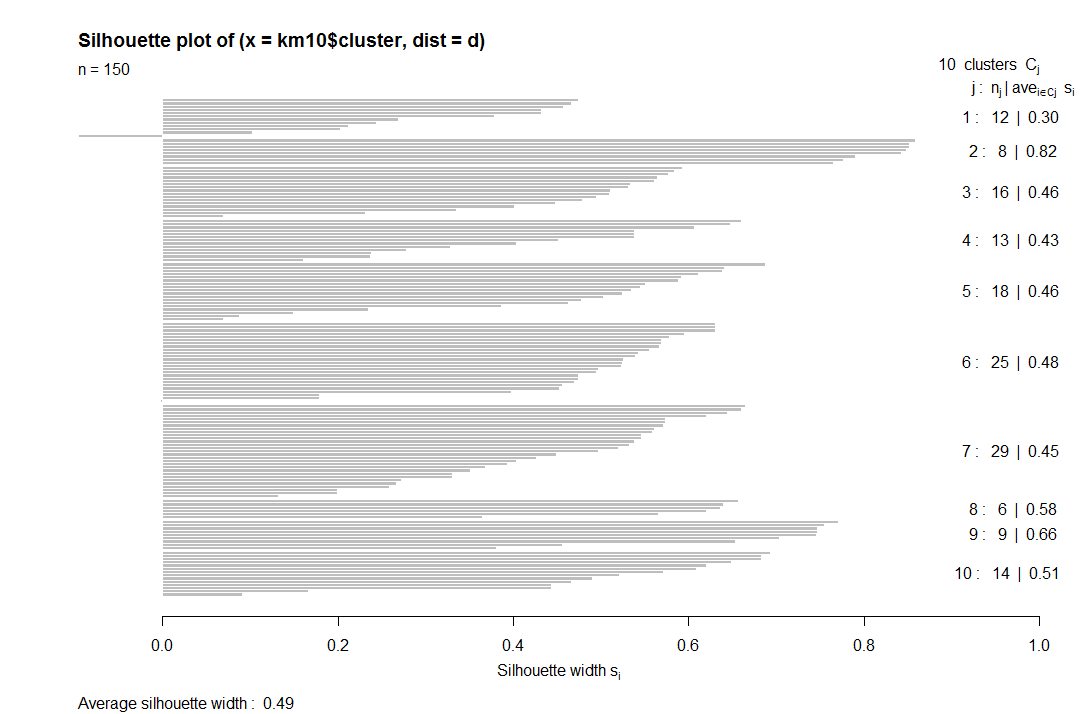 Silhouette plot of (x = km10$cluster, dist = d)
n = 150
10 clusters Cj
j : nj | avei∈Cj si
1 : 12 | 0.30
2 : 8 | 0.82
3 : 16 | 0.46
4 : 13 | 0.43
5 : 18 | 0.46
6 : 25 | 0.48
7 : 29 | 0.45
8 : 6 | 0.58
9 : 9 | 0.66
10 : 14 | 0.51
0.0 0.2 0.4 0.6 0.8 1.0
Silhouette width si
Average silhouette width : 0.49